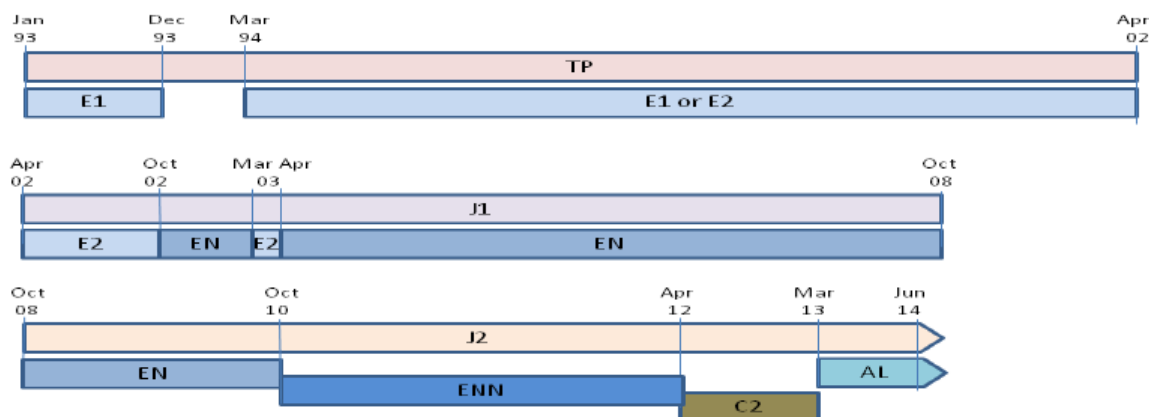 Jan Dec Mar Apr
93 93 94 02
TP
E1 E1 or E2
Apr Oct Mar Apr Oct
02 02 03 08
J1
E2 EN E2 EN
Oct Oct Apr Mar Jun
08 10 12 13 14
J2
EN AL
ENN
C2